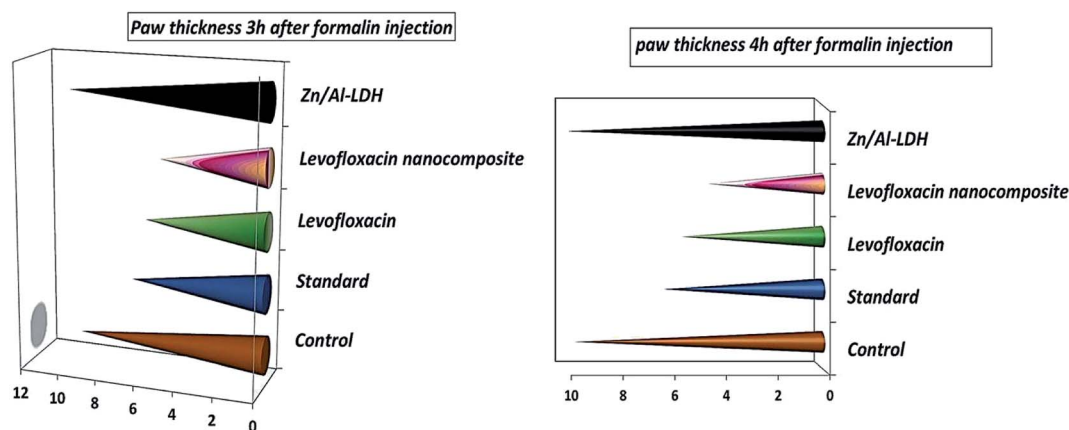 Paw thickness 3h after formalin injection
Zn/Al-LDH
Levofloxacin nanocomposite
Levofloxacin
Standard
Control
12 10 8 6 4 2 0
paw thickness 4h after formalin injection
Zn/Al-LDH
Levofloxacin nanocomposite
Levofloxacin
Standard
Control
10 8 6 4 2 0